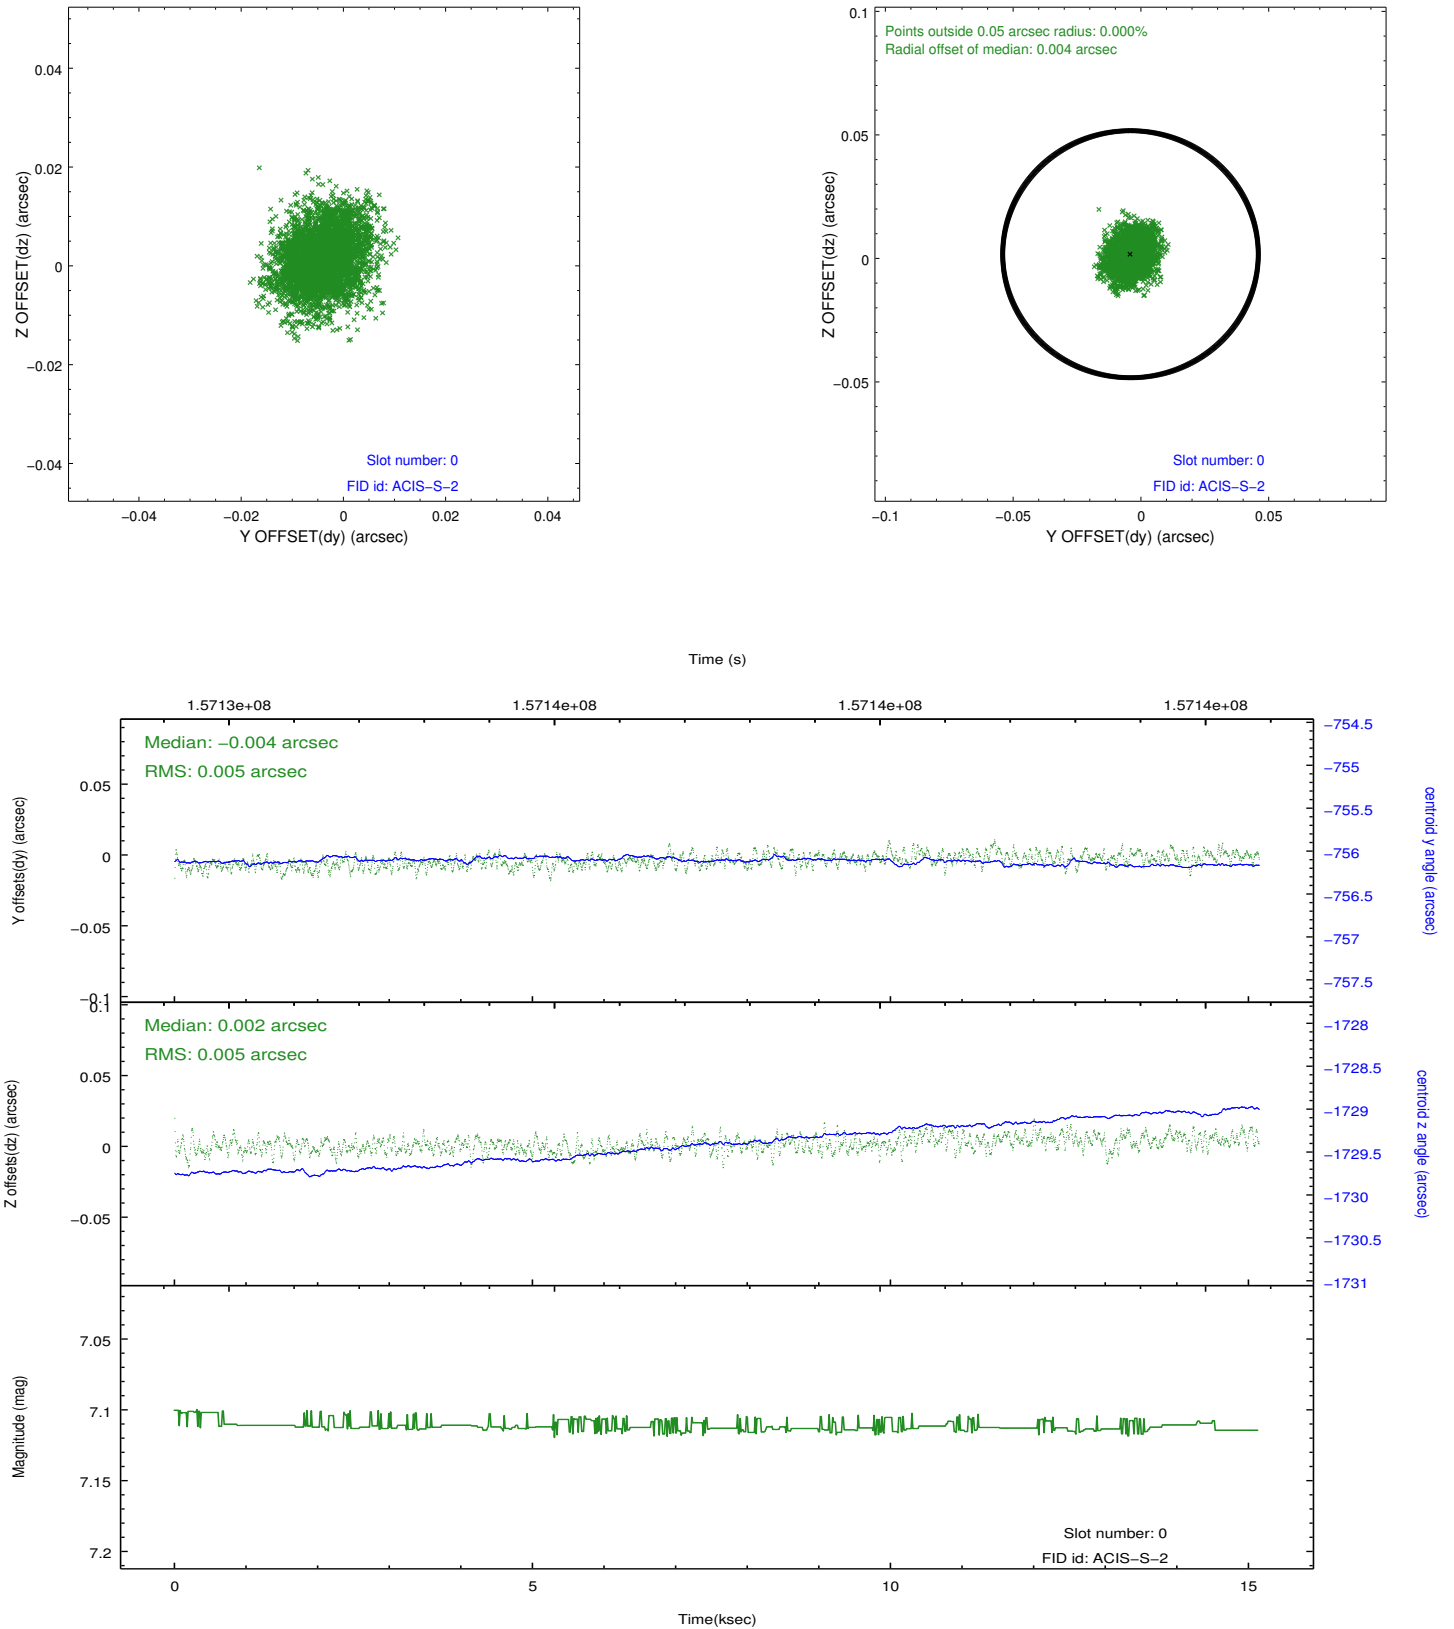 0.04
0.02
0
−0.02
−0.04
Z OFFSET(dz) (arcsec)
Slot number: 0
FID id: ACIS−S−2
−0.04
−0.02
0
0.02
0.04
Y OFFSET(dy) (arcsec)
0.1
0.05
0
−0.05
Z OFFSET(dz) (arcsec)
Points outside 0.05 arcsec radius: 0.000%
Radial offset of median: 0.004 arcsec
Slot number: 0
FID id: ACIS−S−2
−0.1
−0.05
0
0.05
Y OFFSET(dy) (arcsec)
Time (s)
1.5713e+08
1.5714e+08
1.5714e+08
1.5714e+08
Median: −0.004 arcsec
RMS: 0.005 arcsec
0.05
0
−0.05
−0.1
Y offsets(dy) (arcsec)
−754.5
−755
−755.5
−756
−756.5
−757
−757.5
centroid y angle (arcsec)
Median: 0.002 arcsec
RMS: 0.005 arcsec
0.1
0.05
0
−0.05
Z offsets(dz) (arcsec)
−1728
−1728.5
−1729
−1729.5
−1730
−1730.5
−1731
centroid z angle (arcsec)
7.05
7.1
7.15
7.2
Magnitude (mag)
Slot number: 0
FID id: ACIS−S−2
0
5
10
15
Time(ksec)